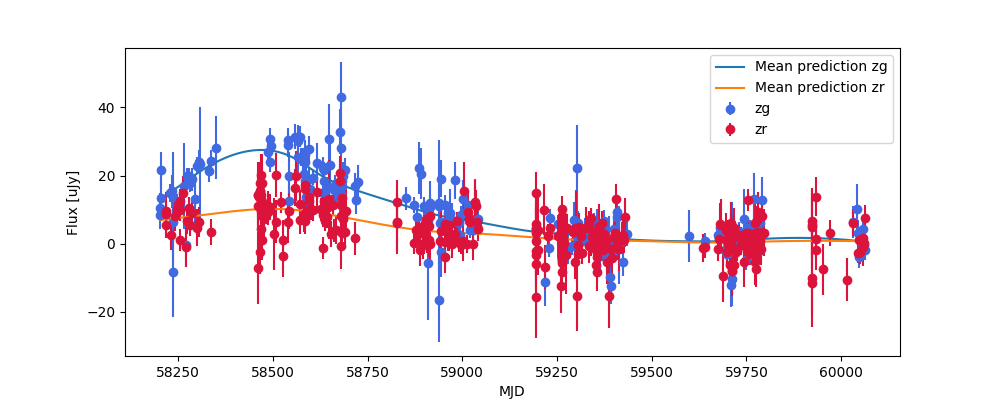 Mean prediction zg
Mean prediction zr
zg
zr
Flux [uJy]
40
20
0
−20
58250 58500 58750 59000 59250 59500 59750 60000
MJD